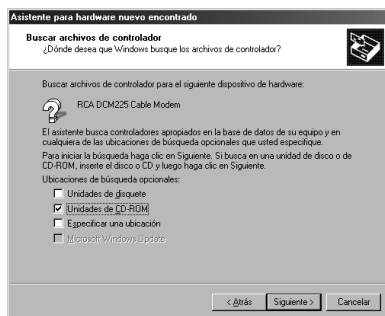 Asistente para hardware nuevo encontrado
Buscar archivos de controlador
¿Dónde desea que Windows busque los archivos de controlador?
Buscar archivos de controlador para el siguiente dispositivo de hardware:
RCA DCM225 Cable Modem
El asistente busca controladores apropiados en la base de datos de su equipo y en
cualquiera de las ubicaciones de búsqueda opcionales que usted especifique.
Para iniciar la búsqueda haga clic en Siguiente. Si busca en una unidad de disco o de
CD-ROM, inserte el disco o CD y luego haga clic en Siguiente.
Ubicaciones de búsqueda opcionales:
Unidades de disquete
Unidades de CD-ROM
Especificar una ubicación
Microsoft Windows Update
< Atrás
Siguiente >
Cancelar